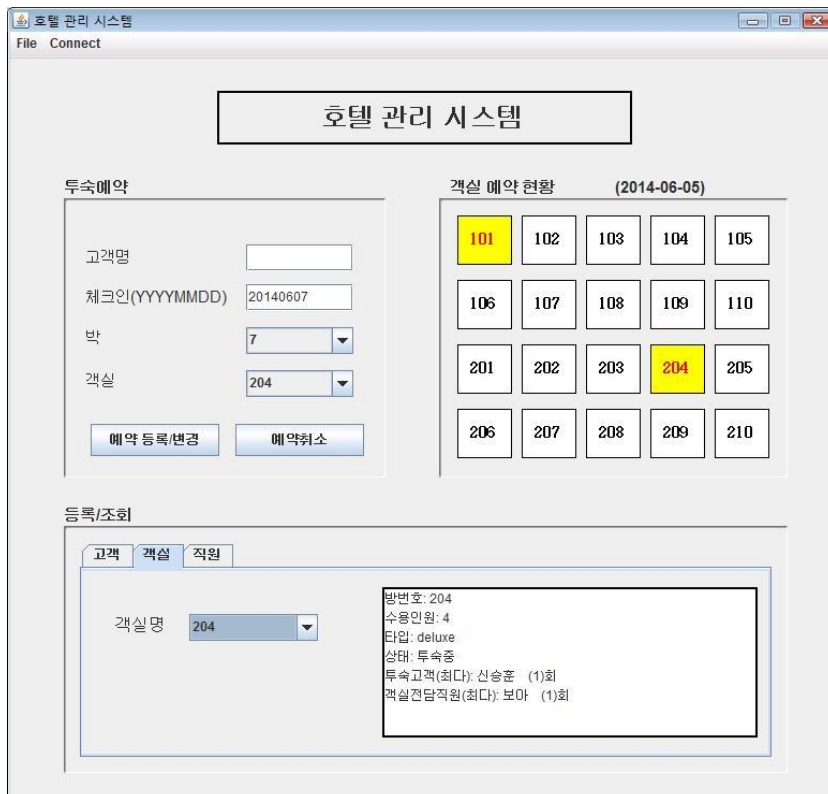 호텔 관리 시스템
File Connect
호텔 관리 시스템
투숙예약
고객명
체크인(YYYYMMDD) 20140607
박 7
객실 204
예약 등록/변경 예약취소
객실 예약 현황 (2014-06-05)
101 102 103 104 105
106 107 108 109 110
201 202 203 204 205
206 207 208 209 210
등록/조회
고객 객실 직원
객실명 204
방번호: 204
수용인원: 4
타입: deluxe
상태: 투숙중
투숙고객(최다): 신승훈 (1)회
객실전담직원(최다): 보아 (1)회